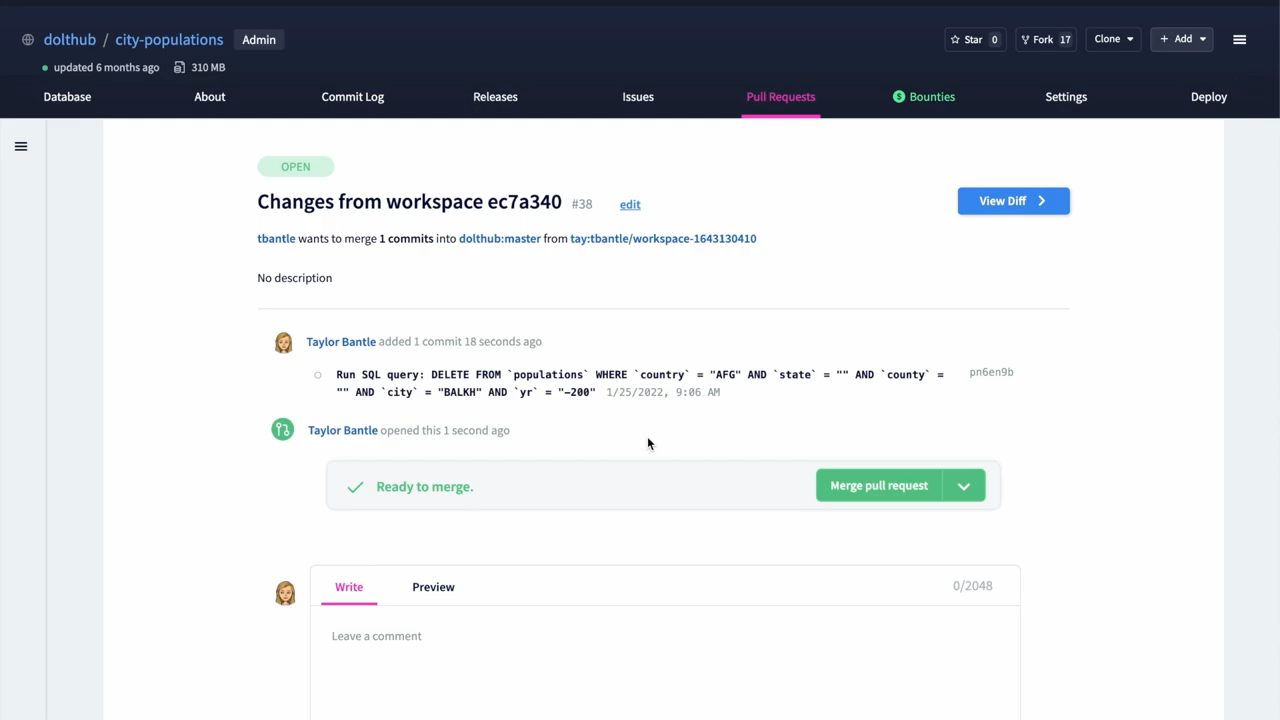 dolthub / city-populations Admin Star 0 Fork 17 Clone + Add
updated 6 months ago 310 MB
Database About Commit Log Releases Issues Pull Requests $ Bounties Settings Deploy
OPEN
Changes from workspace ec7a340 #38 edit View Diff
tbantle wants to merge 1 commits into dolthub:master from tay:tbantle/workspace-1643130410
No description
Taylor Bantle added 1 commit 18 seconds ago
Run SQL query: DELETE FROM `populations` WHERE `country` = "AFG" AND `state` = "" AND `county` = pn6en9b
"" AND `city` = "BALKH" AND `yr` = "-200" 1/25/2022, 9:06 AM
Taylor Bantle opened this 1 second ago
Ready to merge. Merge pull request
Write Preview 0/2048
Leave a comment